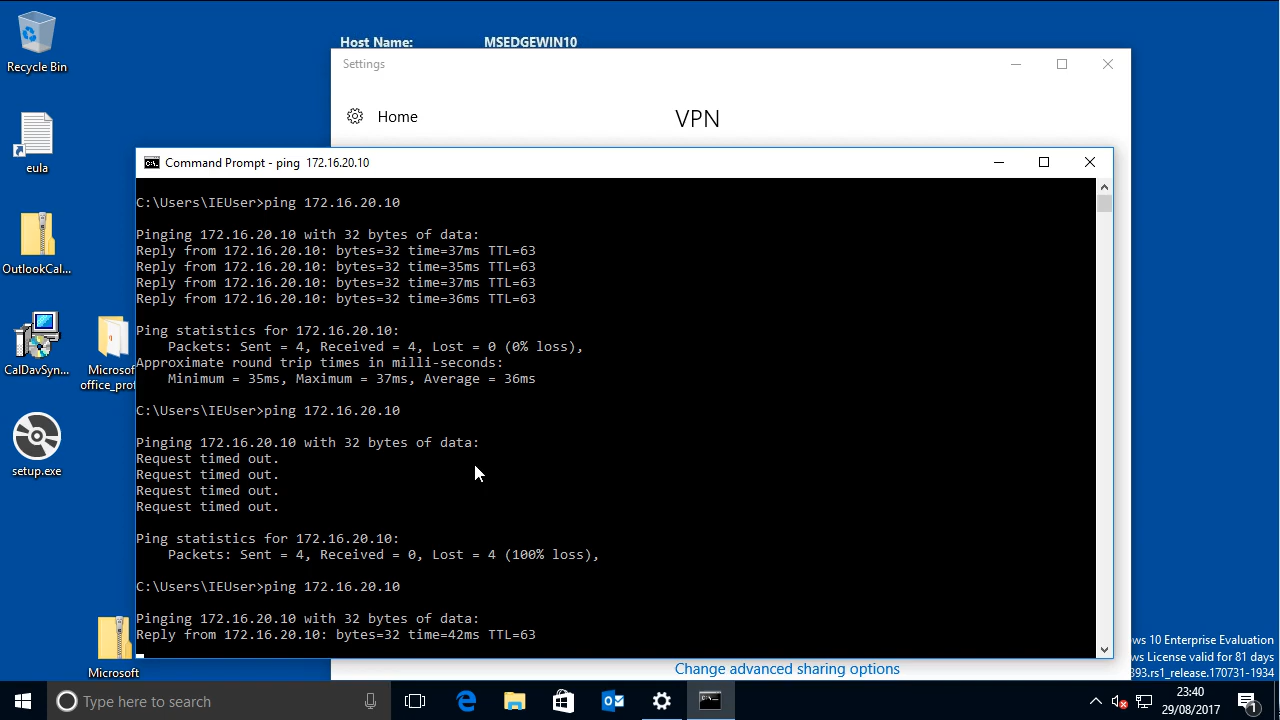 Recycle Bin
eula
OutlookCal...
CalDavSyn...
Microsof
office_prof
setup.exe
Microsoft
Host Name: MSEDGEWIN10
Settings
Home
VPN
Command Prompt - ping  172.16.20.10
C:\Users\IEUser>ping 172.16.20.10
Pinging 172.16.20.10 with 32 bytes of data:
Reply from 172.16.20.10: bytes=32 time=37ms TTL=63
Reply from 172.16.20.10: bytes=32 time=35ms TTL=63
Reply from 172.16.20.10: bytes=32 time=37ms TTL=63
Reply from 172.16.20.10: bytes=32 time=36ms TTL=63
Ping statistics for 172.16.20.10:
    Packets: Sent = 4, Received = 4, Lost = 0 (0% loss),
Approximate round trip times in milli-seconds:
    Minimum = 35ms, Maximum = 37ms, Average = 36ms
C:\Users\IEUser>ping 172.16.20.10
Pinging 172.16.20.10 with 32 bytes of data:
Request timed out.
Request timed out.
Request timed out.
Request timed out.
Ping statistics for 172.16.20.10:
    Packets: Sent = 4, Received = 0, Lost = 4 (100% loss),
C:\Users\IEUser>ping 172.16.20.10
Pinging 172.16.20.10 with 32 bytes of data:
Reply from 172.16.20.10: bytes=32 time=42ms TTL=63
Change advanced sharing options
ws 10 Enterprise Evaluation
ws License valid for 81 days
393.rs1_release.170731-1934
Type here to search
23:40
29/08/2017
1